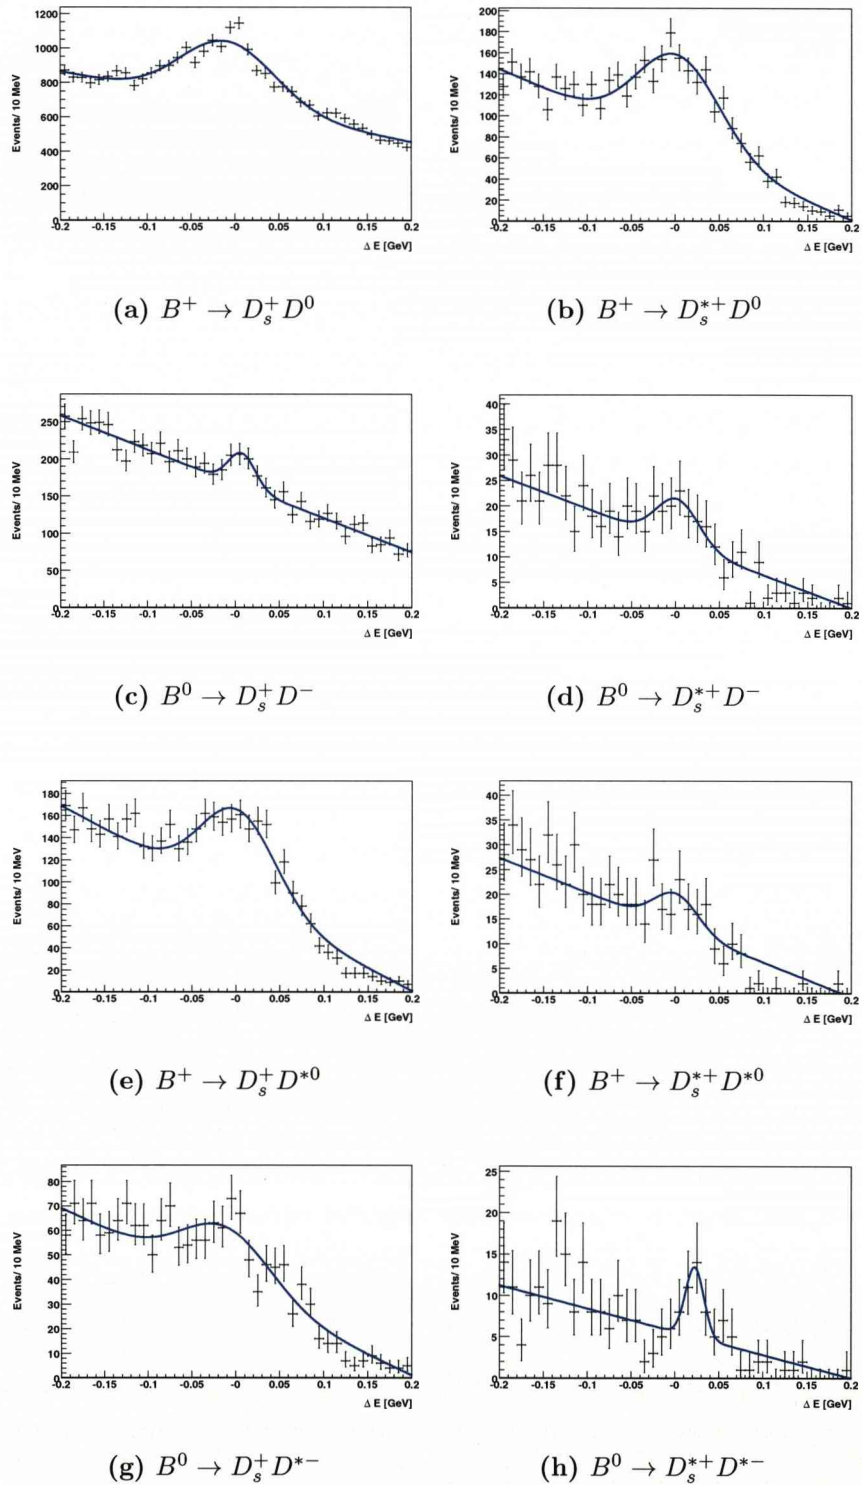 Events/ 10 MeV
1200
1000
800
600
400
200
0
-0.2 -0.15 -0.1 -0.05 -0 0.05 0.1 0.15 0.2
Δ E [GeV]
(a) B⁺ → D_s⁺D⁰
Events/ 10 MeV
200
180
160
140
120
100
80
60
40
20
0
-0.2 -0.15 -0.1 -0.05 -0 0.05 0.1 0.15 0.2
Δ E [GeV]
(b) B⁺ → D_s*⁺D⁰
Events/ 10 MeV
250
200
150
100
50
0
-0.2 -0.15 -0.1 -0.05 -0 0.05 0.1 0.15 0.2
Δ E [GeV]
(c) B⁰ → D_s⁺D⁻
Events/ 10 MeV
40
35
30
25
20
15
10
5
0
-0.2 -0.15 -0.1 -0.05 -0 0.05 0.1 0.15 0.2
Δ E [GeV]
(d) B⁰ → D_s*⁺D⁻
Events/ 10 MeV
180
160
140
120
100
80
60
40
20
0
-0.2 -0.15 -0.1 -0.05 -0 0.05 0.1 0.15 0.2
Δ E [GeV]
(e) B⁺ → D_s⁺D*⁰
Events/ 10 MeV
40
35
30
25
20
15
10
5
0
-0.2 -0.15 -0.1 -0.05 -0 0.05 0.1 0.15 0.2
Δ E [GeV]
(f) B⁺ → D_s*⁺D*⁰
Events/ 10 MeV
80
70
60
50
40
30
20
10
0
-0.2 -0.15 -0.1 -0.05 -0 0.05 0.1 0.15 0.2
Δ E [GeV]
(g) B⁰ → D_s⁺D*⁻
Events/ 10 MeV
25
20
15
10
5
0
-0.2 -0.15 -0.1 -0.05 -0 0.05 0.1 0.15 0.2
Δ E [GeV]
(h) B⁰ → D_s*⁺D*⁻